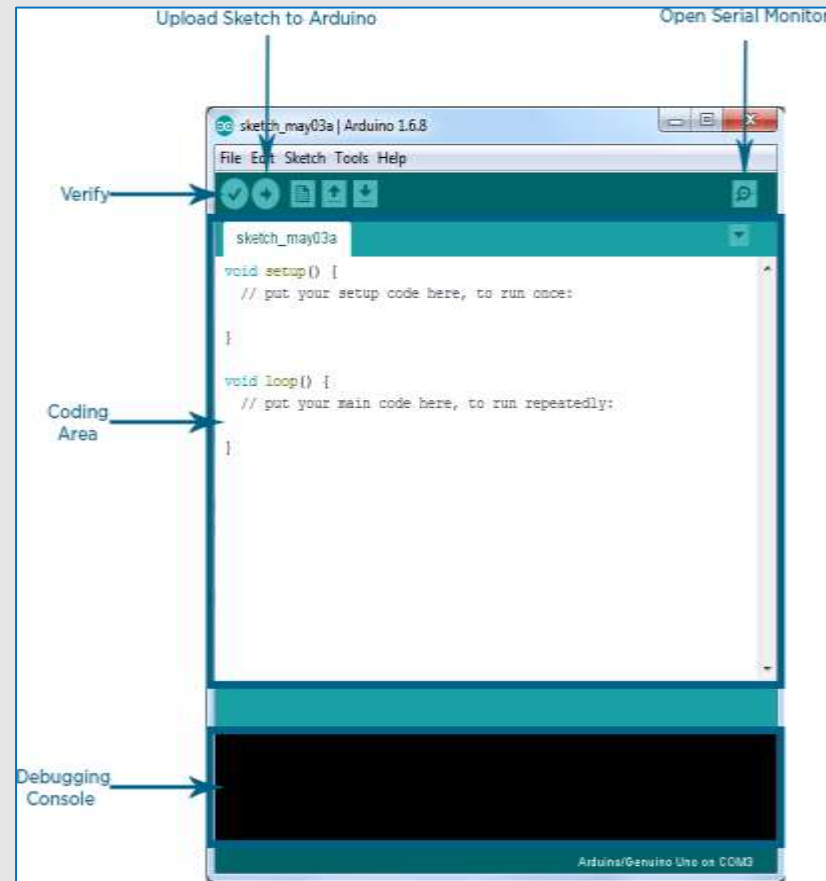 Upload Sketch to Arduino
Open Serial Monitor
sketch_may03a | Arduino 1.6.8
File Edit Sketch Tools Help
Verify
sketch_may03a
void setup() {
// put your setup code here, to run once:
}
void loop() {
// put your main code here, to run repeatedly:
Coding
Area
}
Debugging
Console
Arduino/Genuino Uno on COM3